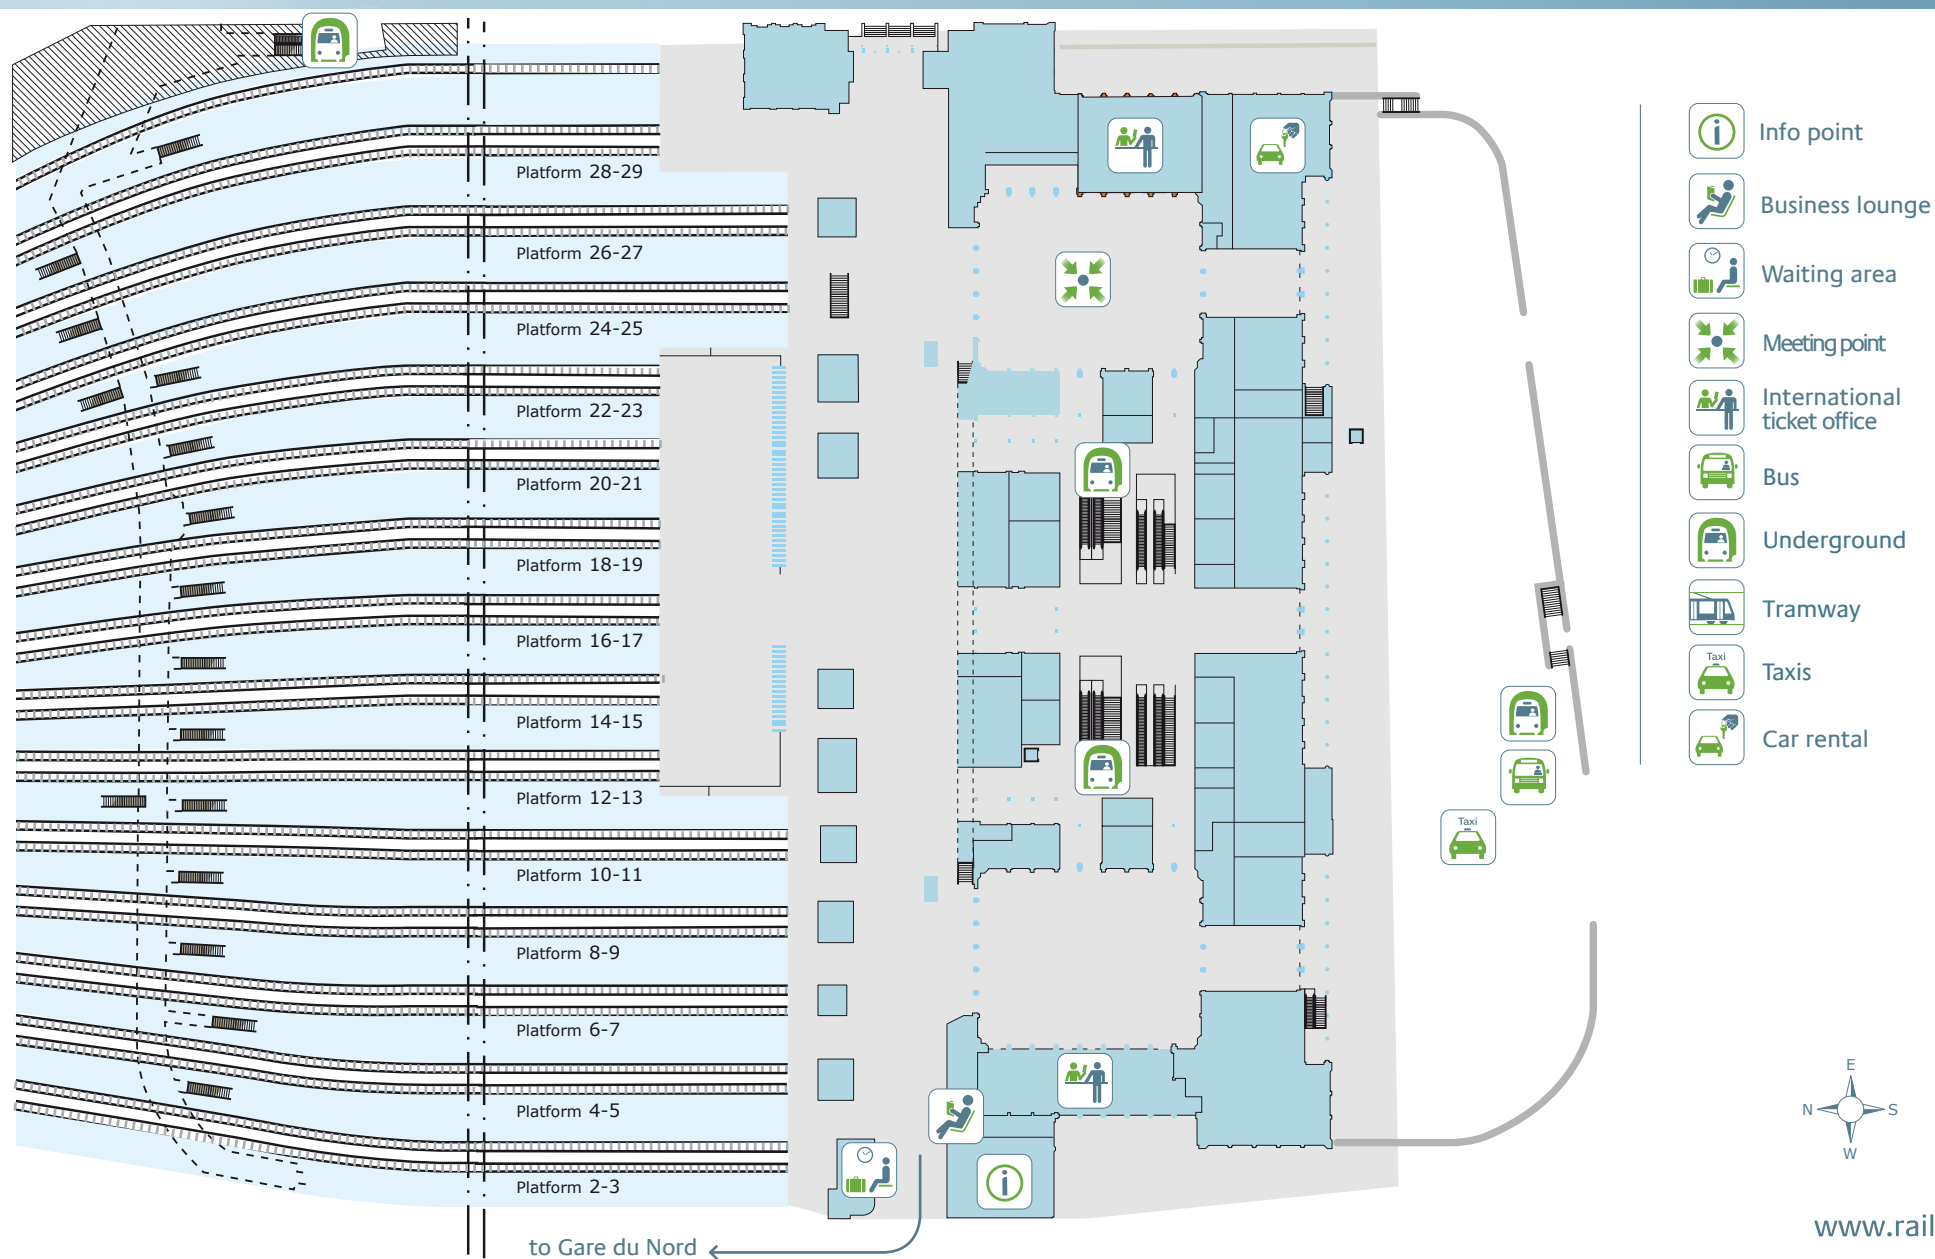 Platform 28-29
Platform 26-27
Platform 24-25
Platform 22-23
Platform 20-21
Platform 18-19
Platform 16-17
Platform 14-15
Platform 12-13
Platform 10-11
Platform 8-9
Platform 6-7
Platform 4-5
Platform 2-3
to Gare du Nord
Taxi
Info point
Business lounge
Waiting area
Meeting point
International
ticket office
Bus
Underground
Tramway
Taxi
Taxis
Car rental
E
N S
W
www.rail